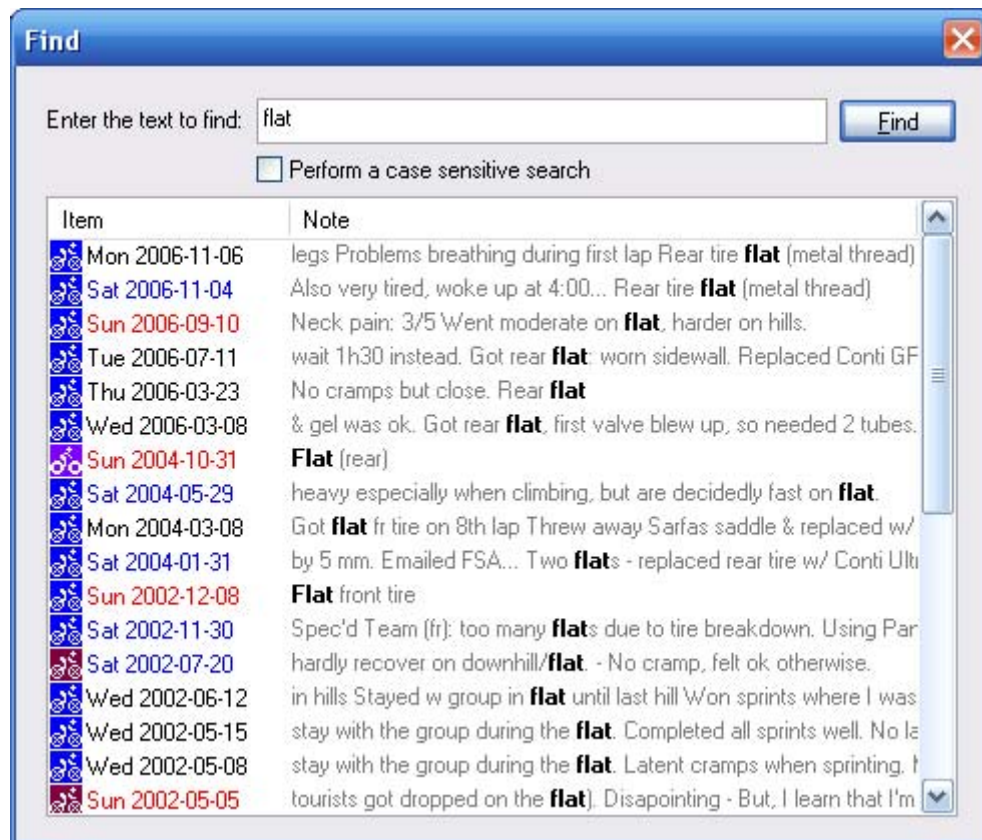 Find
Enter the text to find: flat Find
Perform a case sensitive search
Item Note
Mon 2006-11-06 legs Problems breathing during first lap Rear tire flat (metal thread)
Sat 2006-11-04 Also very tired, woke up at 4:00... Rear tire flat (metal thread)
Sun 2006-09-10 Neck pain: 3/5 Went moderate on flat, harder on hills.
Tue 2006-07-11 wait 1h30 instead. Got rear flat: worn sidewall. Replaced Conti GF
Thu 2006-03-23 No cramps but close. Rear flat
Wed 2006-03-08 & gel was ok. Got rear flat, first valve blew up, so needed 2 tubes.
Sun 2004-10-31 Flat (rear)
Sat 2004-05-29 heavy especially when climbing, but are decidedly fast on flat.
Mon 2004-03-08 Got flat fr tire on 8th lap Threw away Sarfas saddle & replaced w/
Sat 2004-01-31 by 5 mm. Emailed FSA... Two flats - replaced rear tire w/ Conti Ult
Sun 2002-12-08 Flat front tire
Sat 2002-11-30 Spec'd Team (fr): too many flats due to tire breakdown. Using Par
Sat 2002-07-20 hardly recover on downhill/flat. - No cramp, felt ok otherwise.
Wed 2002-06-12 in hills Stayed w group in flat until last hill Won sprints where I was
Wed 2002-05-15 stay with the group during the flat. Completed all sprints well. No la
Wed 2002-05-08 stay with the group during the flat. Latent cramps when sprinting.
Sun 2002-05-05 tourists got dropped on the flat). Disapointing - But, I learn that I'm